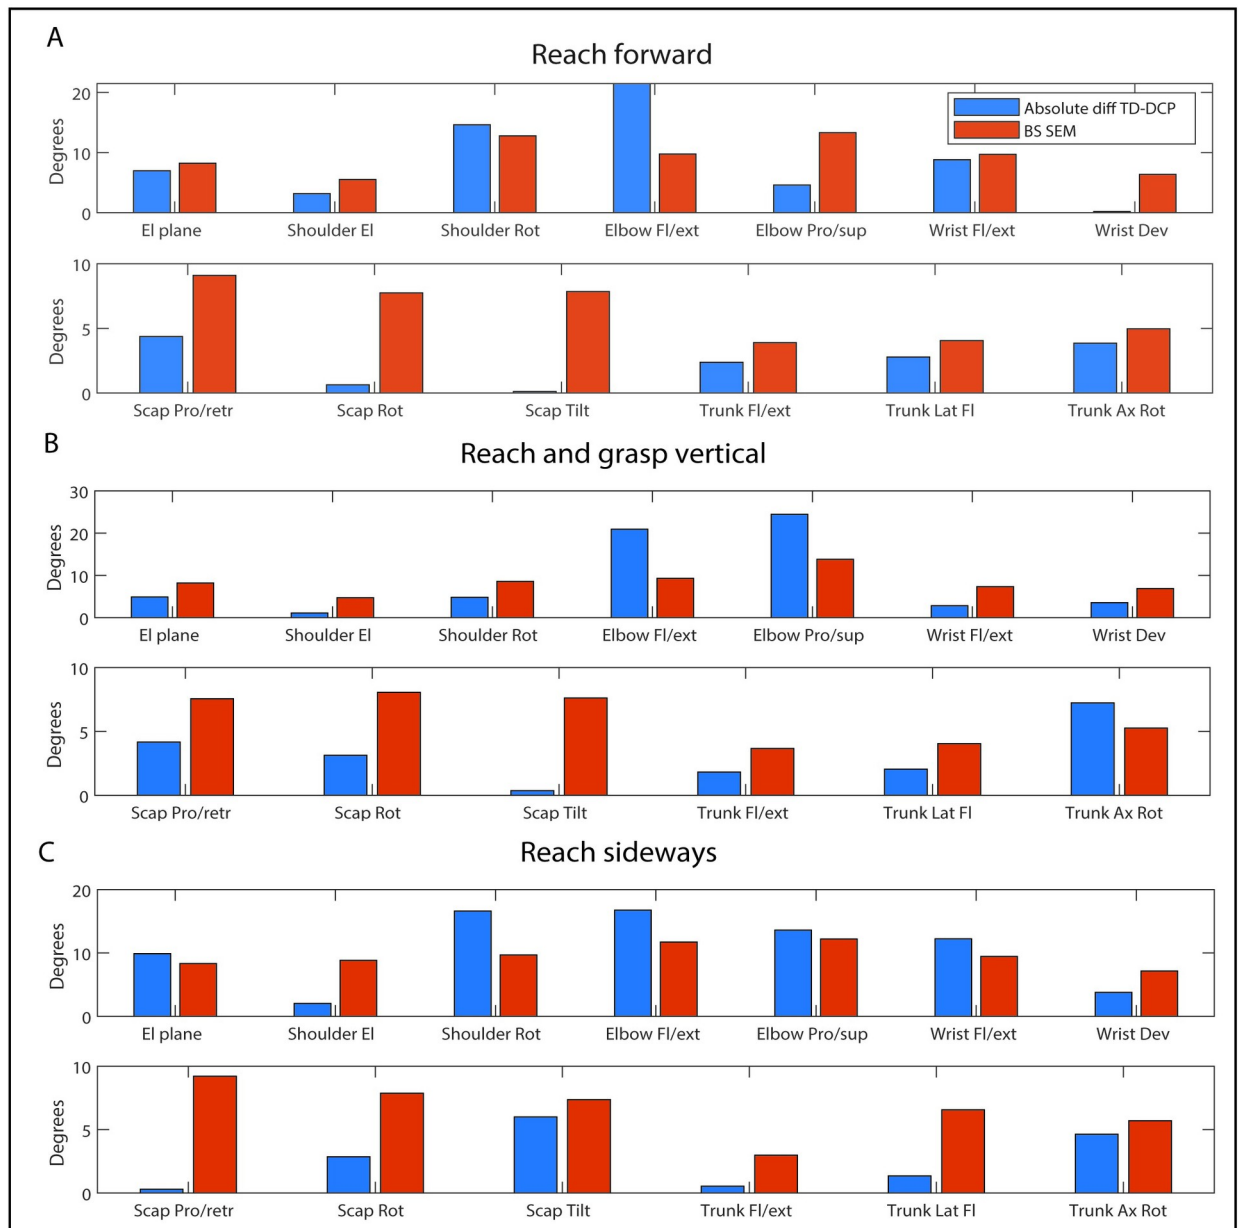 A
Reach forward
20
10
0
Degrees
Absolute diff TD-DCP
BS SEM
El plane Shoulder El Shoulder Rot Elbow Fl/ext Elbow Pro/sup Wrist Fl/ext Wrist Dev
10
5
0
Degrees
Scap Pro/retr Scap Rot Scap Tilt Trunk Fl/ext Trunk Lat Fl Trunk Ax Rot
B
Reach and grasp vertical
30
20
10
0
Degrees
El plane Shoulder El Shoulder Rot Elbow Fl/ext Elbow Pro/sup Wrist Fl/ext Wrist Dev
10
5
0
Degrees
Scap Pro/retr Scap Rot Scap Tilt Trunk Fl/ext Trunk Lat Fl Trunk Ax Rot
C
Reach sideways
20
10
0
Degrees
El plane Shoulder El Shoulder Rot Elbow Fl/ext Elbow Pro/sup Wrist Fl/ext Wrist Dev
10
5
0
Degrees
Scap Pro/retr Scap Rot Scap Tilt Trunk Fl/ext Trunk Lat Fl Trunk Ax Rot